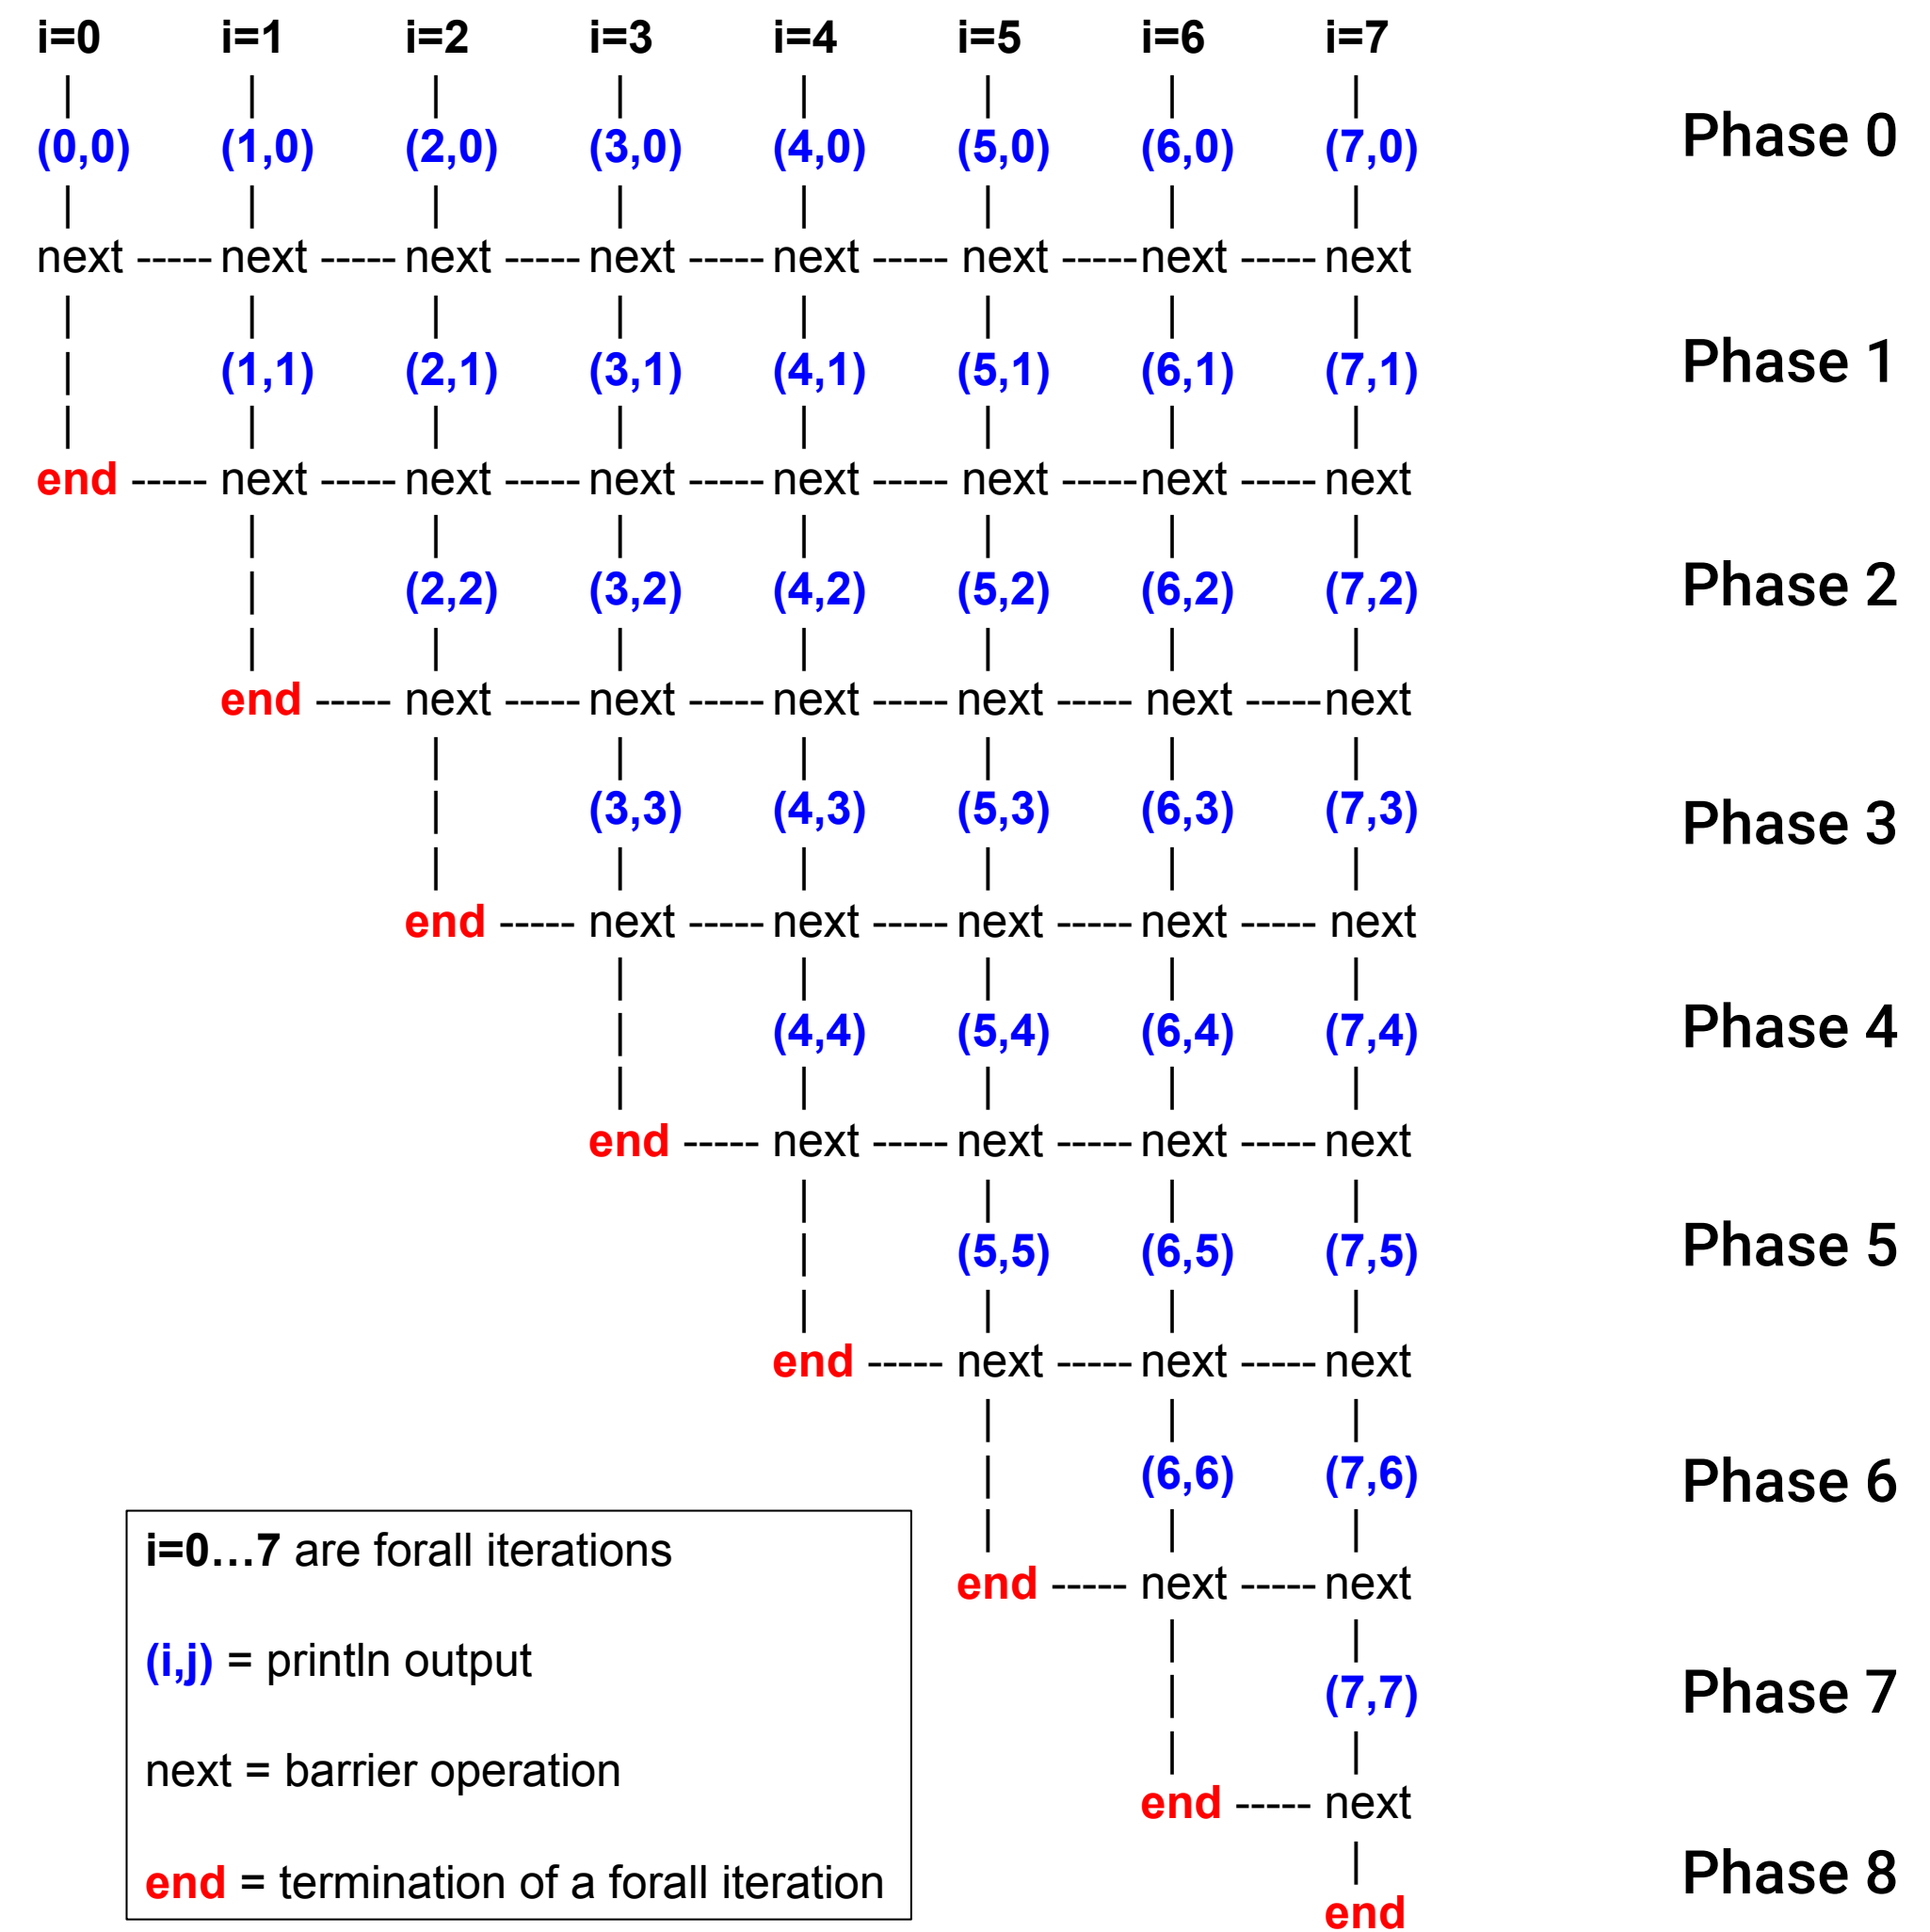 i=0 i=1 i=2 i=3 i=4 i=5 i=6 i=7
| | | | | | | |
(0,0) (1,0) (2,0) (3,0) (4,0) (5,0) (6,0) (7,0) Phase 0
| | | | | | | |
next ----- next ----- next ----- next ----- next ----- next ----- next ----- next
| | | | | | | |
| (1,1) (2,1) (3,1) (4,1) (5,1) (6,1) (7,1) Phase 1
| | | | | | | |
end ----- next ----- next ----- next ----- next ----- next ----- next ----- next
| | | | | | |
| (2,2) (3,2) (4,2) (5,2) (6,2) (7,2) Phase 2
| | | | | | |
end ----- next ----- next ----- next ----- next ----- next ----- next
| | | | | |
| (3,3) (4,3) (5,3) (6,3) (7,3) Phase 3
| | | | | |
end ----- next ----- next ----- next ----- next ----- next
| | | | |
| (4,4) (5,4) (6,4) (7,4) Phase 4
| | | | |
end ----- next ----- next ----- next ----- next
| | | |
| (5,5) (6,5) (7,5) Phase 5
| | | |
end ----- next ----- next ----- next
| | |
| (6,6) (7,6) Phase 6
| | |
end ----- next ----- next
| |
| (7,7) Phase 7
| |
end ----- next
| Phase 8
end
i=0…7 are forall iterations
(i,j) = println output
next = barrier operation
end = termination of a forall iteration